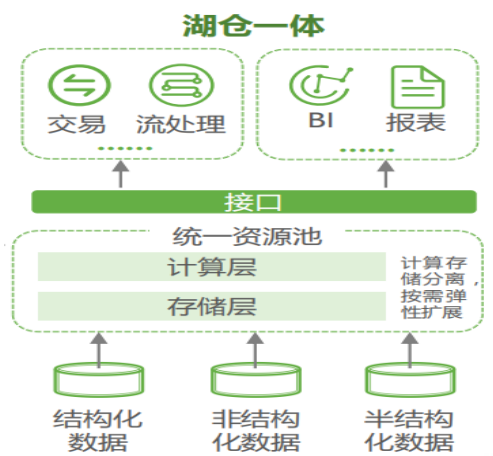 湖仓一体
交易 流处理
......
BI 报表
......
接口
统一资源池
计算层
存储层
计算存
储分离，
按需弹
性扩展
结构化
数据
非结构
化数据
半结构
化数据